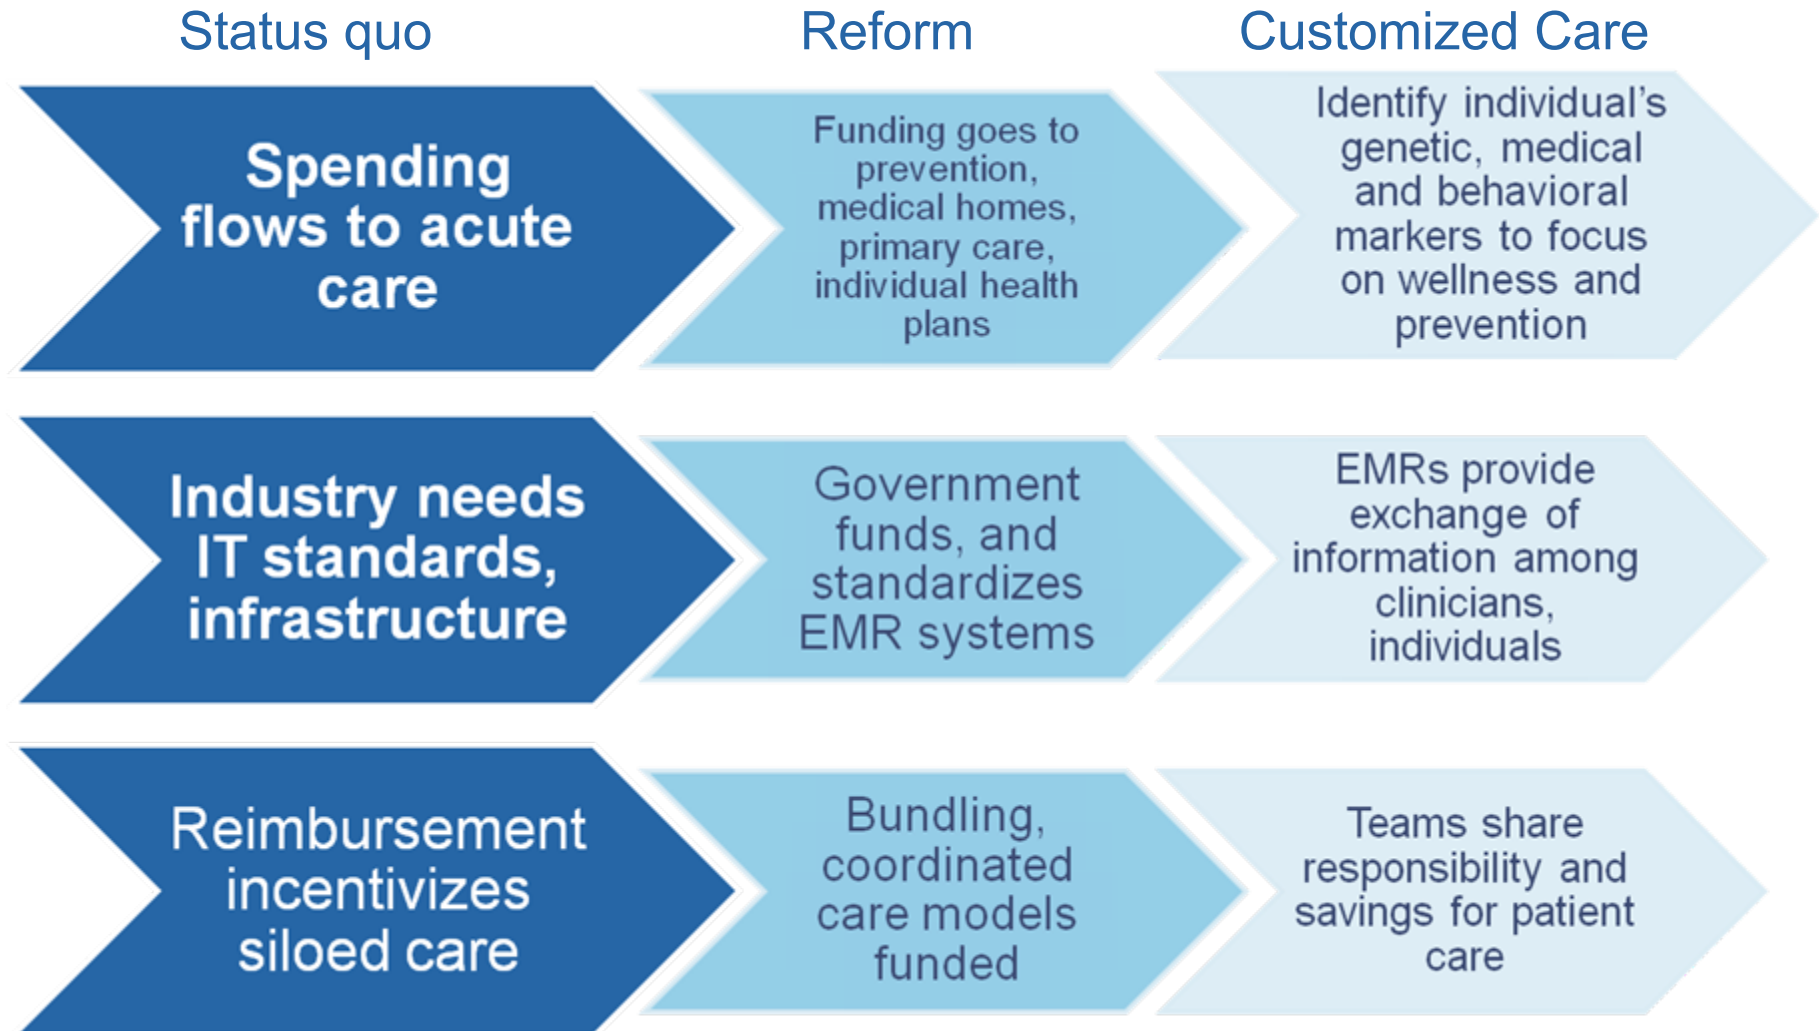 Status quo
Reform
Customized Care
Spending
flows to acute
care
Funding goes to
prevention,
medical homes,
primary care,
individual health
plans
Identify individual’s
genetic, medical
and behavioral
markers to focus
on wellness and
prevention
Industry needs
IT standards,
infrastructure
Government
funds, and
standardizes
EMR systems
EMRs provide
exchange of
information among
clinicians,
individuals
Reimbursement
incentivizes
siloed care
Bundling,
coordinated
care models
funded
Teams share
responsibility and
savings for patient
care